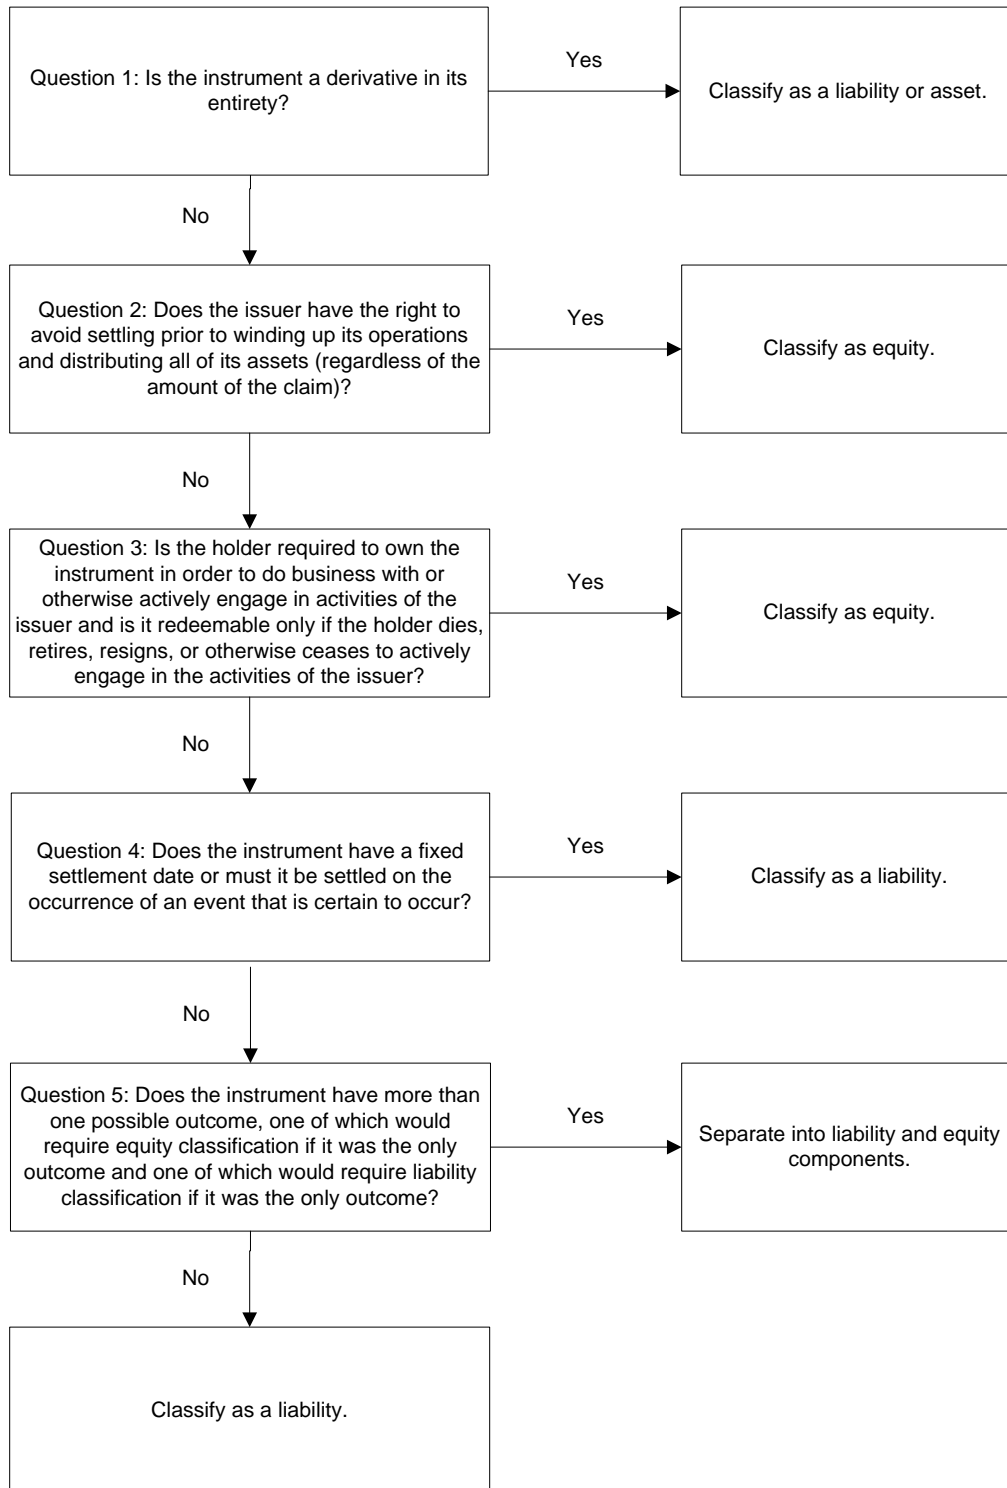 Question 1: Is the instrument a derivative in its
entirety?
Yes
Classify as a liability or asset.
No
Question 2: Does the issuer have the right to
avoid settling prior to winding up its operations
and distributing all of its assets (regardless of the
amount of the claim)?
Yes
Classify as equity.
No
Question 3: Is the holder required to own the
instrument in order to do business with or
otherwise actively engage in activities of the
issuer and is it redeemable only if the holder dies,
retires, resigns, or otherwise ceases to actively
engage in the activities of the issuer?
Yes
Classify as equity.
No
Question 4: Does the instrument have a fixed
settlement date or must it be settled on the
occurrence of an event that is certain to occur?
Yes
Classify as a liability.
No
Question 5: Does the instrument have more than
one possible outcome, one of which would
require equity classification if it was the only
outcome and one of which would require liability
classification if it was the only outcome?
Yes
Separate into liability and equity
components.
No
Classify as a liability.